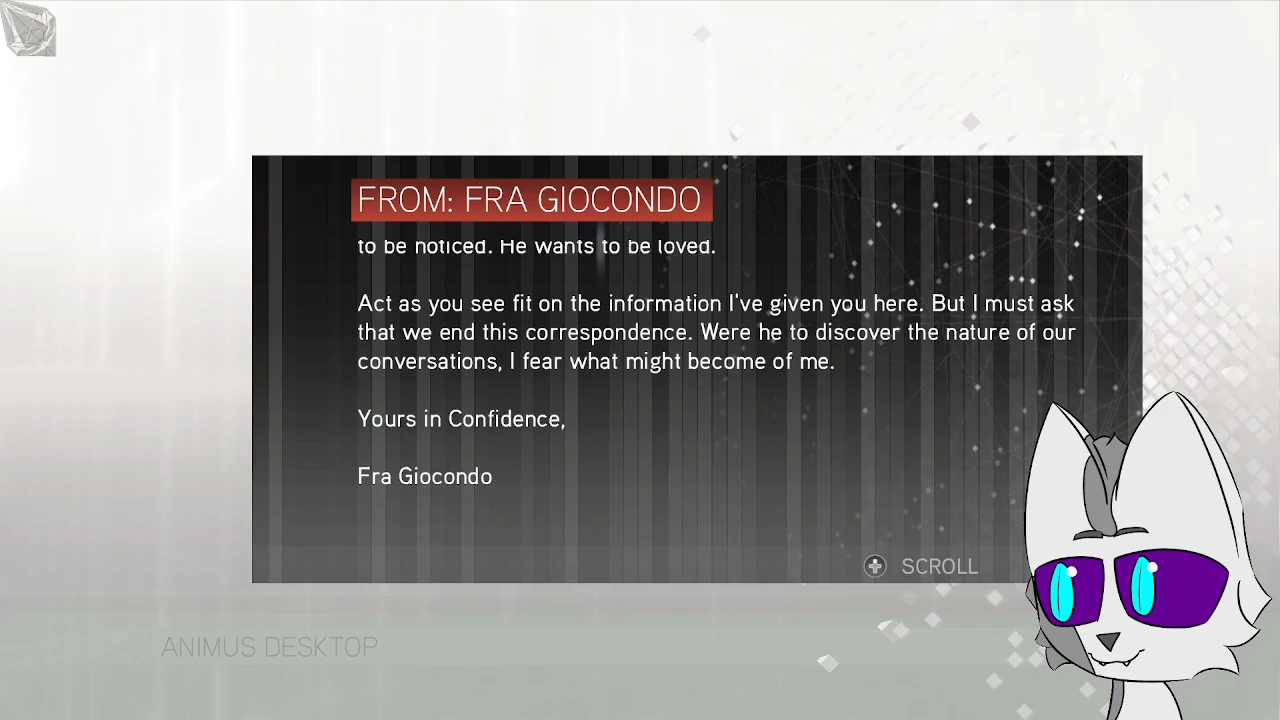 FROM: FRA GIOCONDO
to be noticed. He wants to be loved.
Act as you see fit on the information I've given you here. But I must ask
that we end this correspondence. Were he to discover the nature of our
conversations, I fear what might become of me.
Yours in Confidence,
Fra Giocondo
SCROLL
ANIMUS DESKTOP